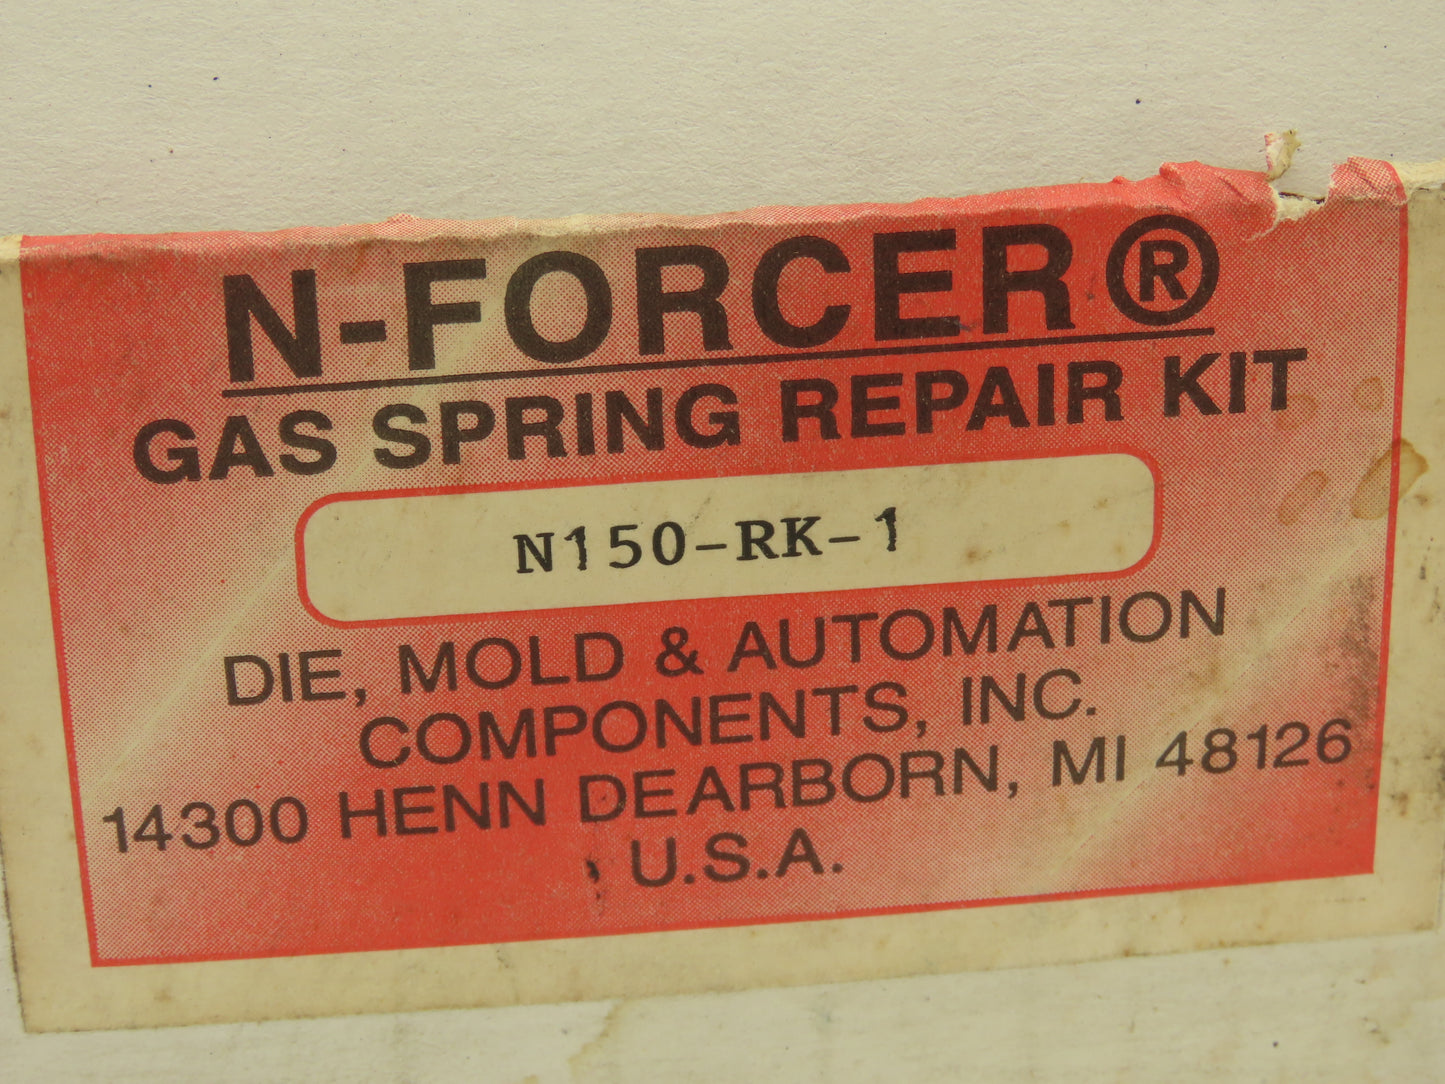 N-FORCER®
GAS SPRING REPAIR KIT
N150-RK-1
DIE, MOLD & AUTOMATION
COMPONENTS, INC.
14300 HENN DEARBORN, MI 48126
U.S.A.